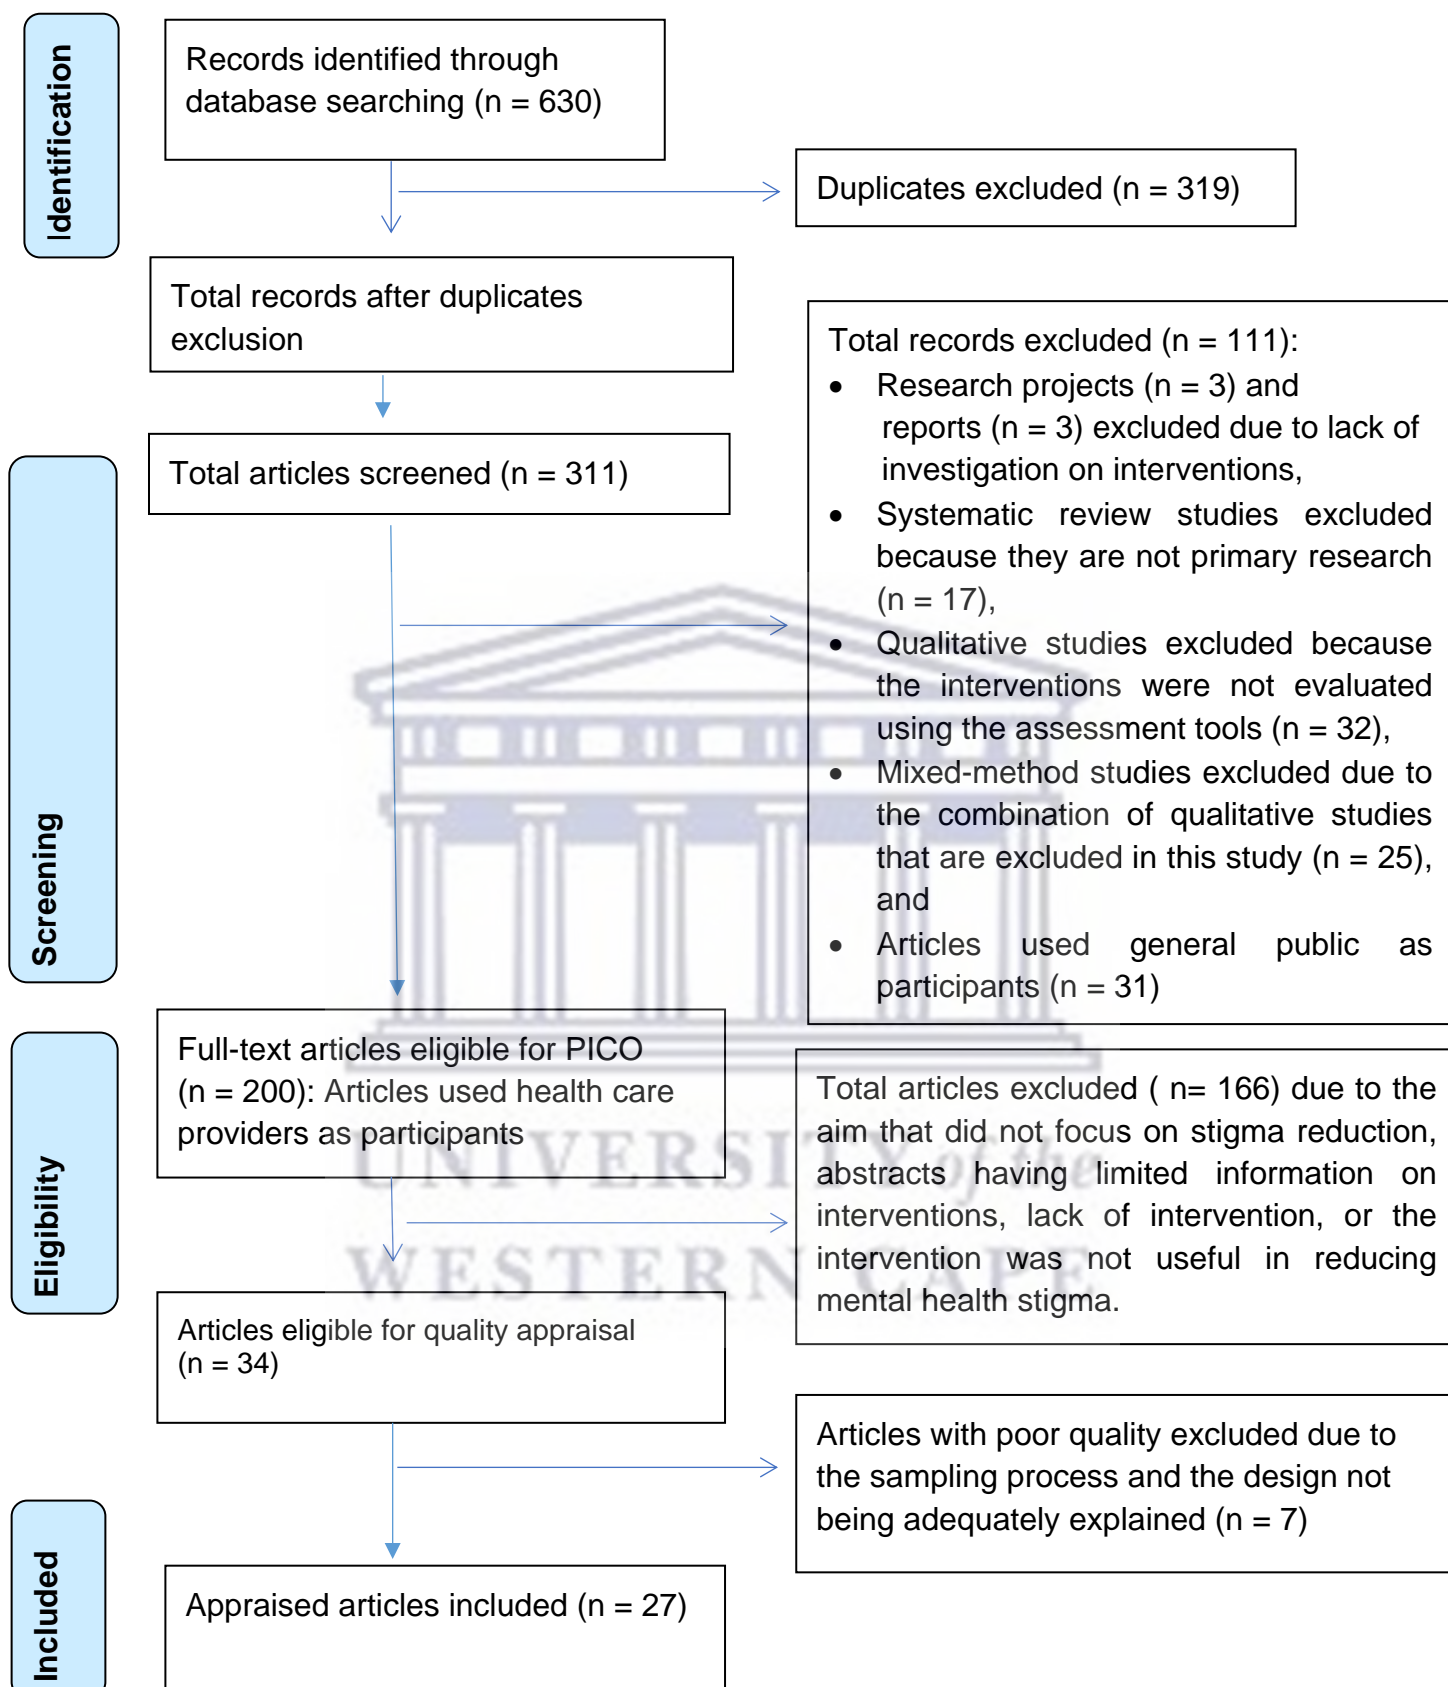 Identification
Records identified through
database searching (n = 630)
Duplicates excluded (n = 319)
Total records after duplicates
exclusion
Total records excluded (n = 111):
• Research projects (n = 3) and
reports (n = 3) excluded due to lack of
investigation on interventions,
• Systematic review studies excluded
because they are not primary research
(n = 17),
• Qualitative studies excluded because
the interventions were not evaluated
using the assessment tools (n = 32),
• Mixed-method studies excluded due to
the combination of qualitative studies
that are excluded in this study (n = 25),
and
• Articles used general public as
participants (n = 31)
Screening
Total articles screened (n = 311)
Eligibility
Full-text articles eligible for PICO
(n = 200): Articles used health care
providers as participants
Total articles excluded ( n= 166) due to the
aim that did not focus on stigma reduction,
abstracts having limited information on
interventions, lack of intervention, or the
intervention was not useful in reducing
mental health stigma.
UNIVERSITY of the
WESTERN CAPE
Articles eligible for quality appraisal
(n = 34)
Articles with poor quality excluded due to
the sampling process and the design not
being adequately explained (n = 7)
Included
Appraised articles included (n = 27)